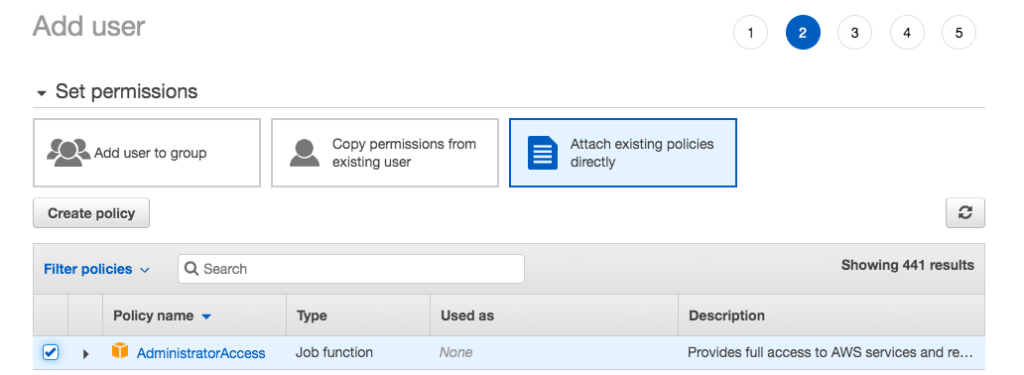 Add user
1 2 3 4 5
Set permissions
Add user to group
Copy permissions from
existing user
Attach existing policies
directly
Create policy
Filter policies
Search
Showing 441 results
Policy name Type Used as Description
AdministratorAccess Job function None Provides full access to AWS services and re...